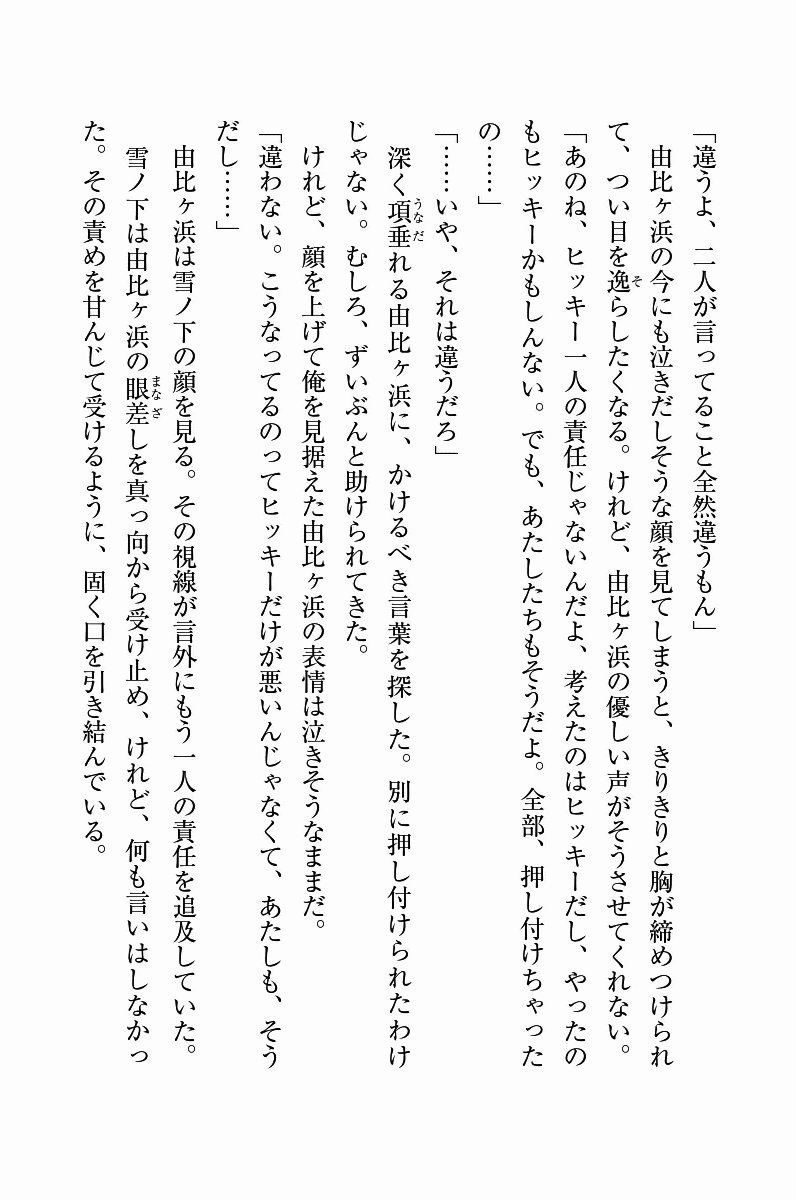 「違うよ、二人が言ってること全然違うもん」
　由比ヶ浜の今にも泣きだしそうな顔を見てしまうと、きりきりと胸が締めつけられ
て、つい目を逸らしたくなる。けれど、由比ヶ浜の優しい声がそうさせてくれない。
「あのね、ヒッキー一人の責任じゃないんだよ、考えたのはヒッキーだし、やったの
もヒッキーかもしんない。でも、あたしたちもそうだよ。全部、押し付けちゃった
の……」
「……いや、それは違うだろ」
　深く項垂れる由比ヶ浜に、かけるべき言葉を探した。別に押し付けられたわけ
じゃない。むしろ、ずいぶんと助けられてきた。
　けれど、顔を上げて俺を見据えた由比ヶ浜の表情は泣きそうなままだ。
「違わない。こうなってるのってヒッキーだけが悪いんじゃなくて、あたしも、そう
だし……」
　由比ヶ浜は雪ノ下の顔を見る。その視線が言外にもう一人の責任を追及していた。
　雪ノ下は由比ヶ浜の眼差しを真っ向から受け止め、けれど、何も言いはしなかっ
た。その責めを甘んじて受けるように、固く口を引き結んでいる。